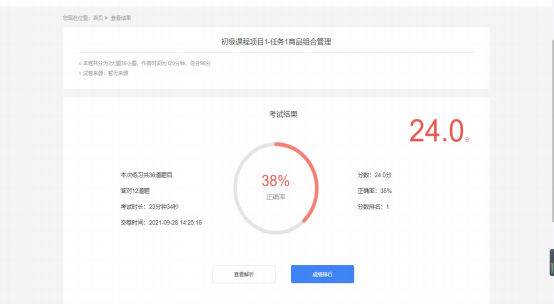 您现在位置：首页 > 查看结果
初级课程项目1-任务1商品组合管理
本卷共分为3大题36小题，作答时间为120分钟，总分98分
试卷来源：暂无来源
考试结果
24.0分
本次练习共36道题目
答对12道题
考试时长：23分钟34秒
交卷时间：2021-09-28 14:25:18
38%
正确率
分数：24.0分
正确率：38%
分数排名：1
查看解析
成绩排行